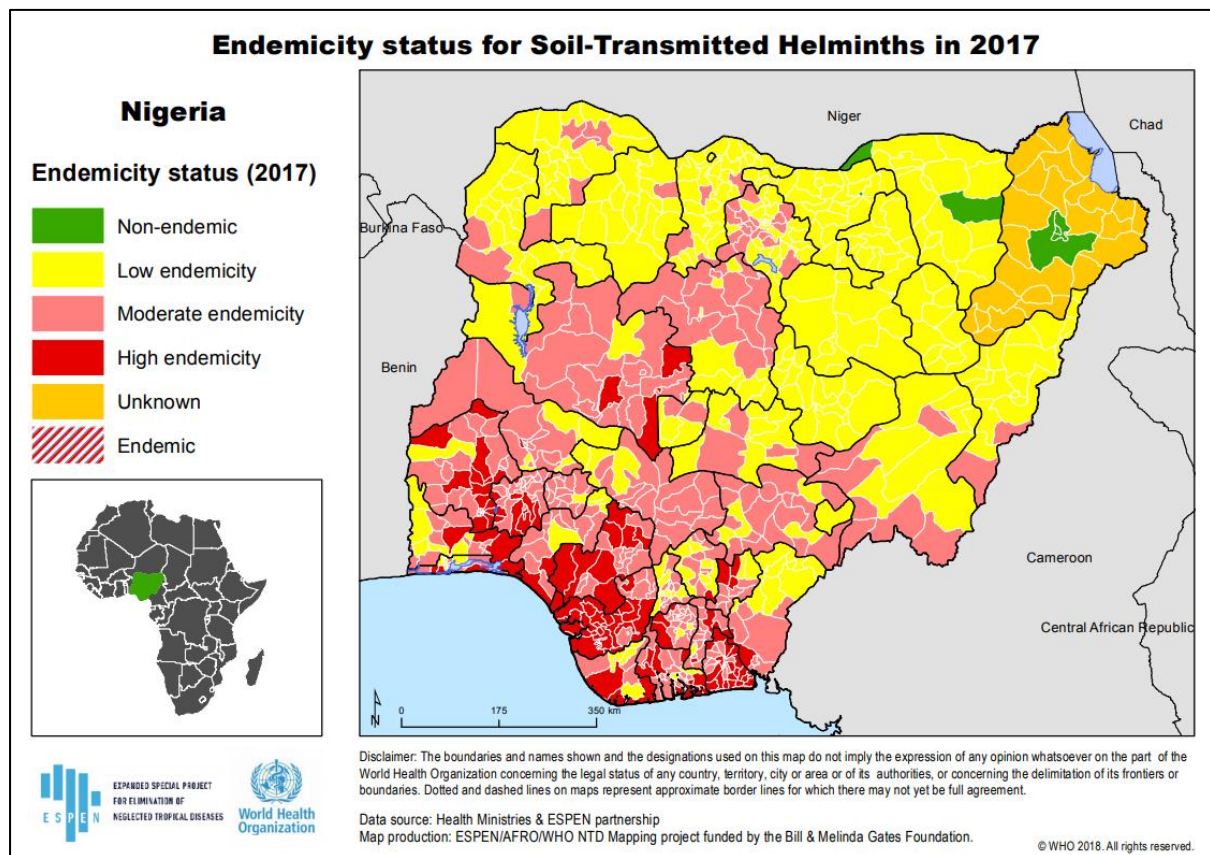 Endemicity status for Soil-Transmitted Helminths in 2017
Nigeria
Endemicity status (2017)
Non-endemic
Low endemicity
Moderate endemicity
High endemicity
Unknown
Endemic
Niger
Chad
Burkina Faso
Benin
Cameroon
Central African Republic
N
0 175 350 km
ESPEN
EXPANDED SPECIAL PROJECT
FOR ELIMINATION OF
NEGLECTED TROPICAL DISEASES
World Health
Organization
Disclaimer: The boundaries and names shown and the designations used on this map do not imply the expression of any opinion whatsoever on the part of the
World Health Organization concerning the legal status of any country, territory, city or area or of its authorities, or concerning the delimitation of its frontiers or
boundaries. Dotted and dashed lines on maps represent approximate border lines for which there may not yet be full agreement.
Data source: Health Ministries & ESPEN partnership
Map production: ESPEN/AFRO/WHO NTD Mapping project funded by the Bill & Melinda Gates Foundation.
© WHO 2018. All rights reserved.